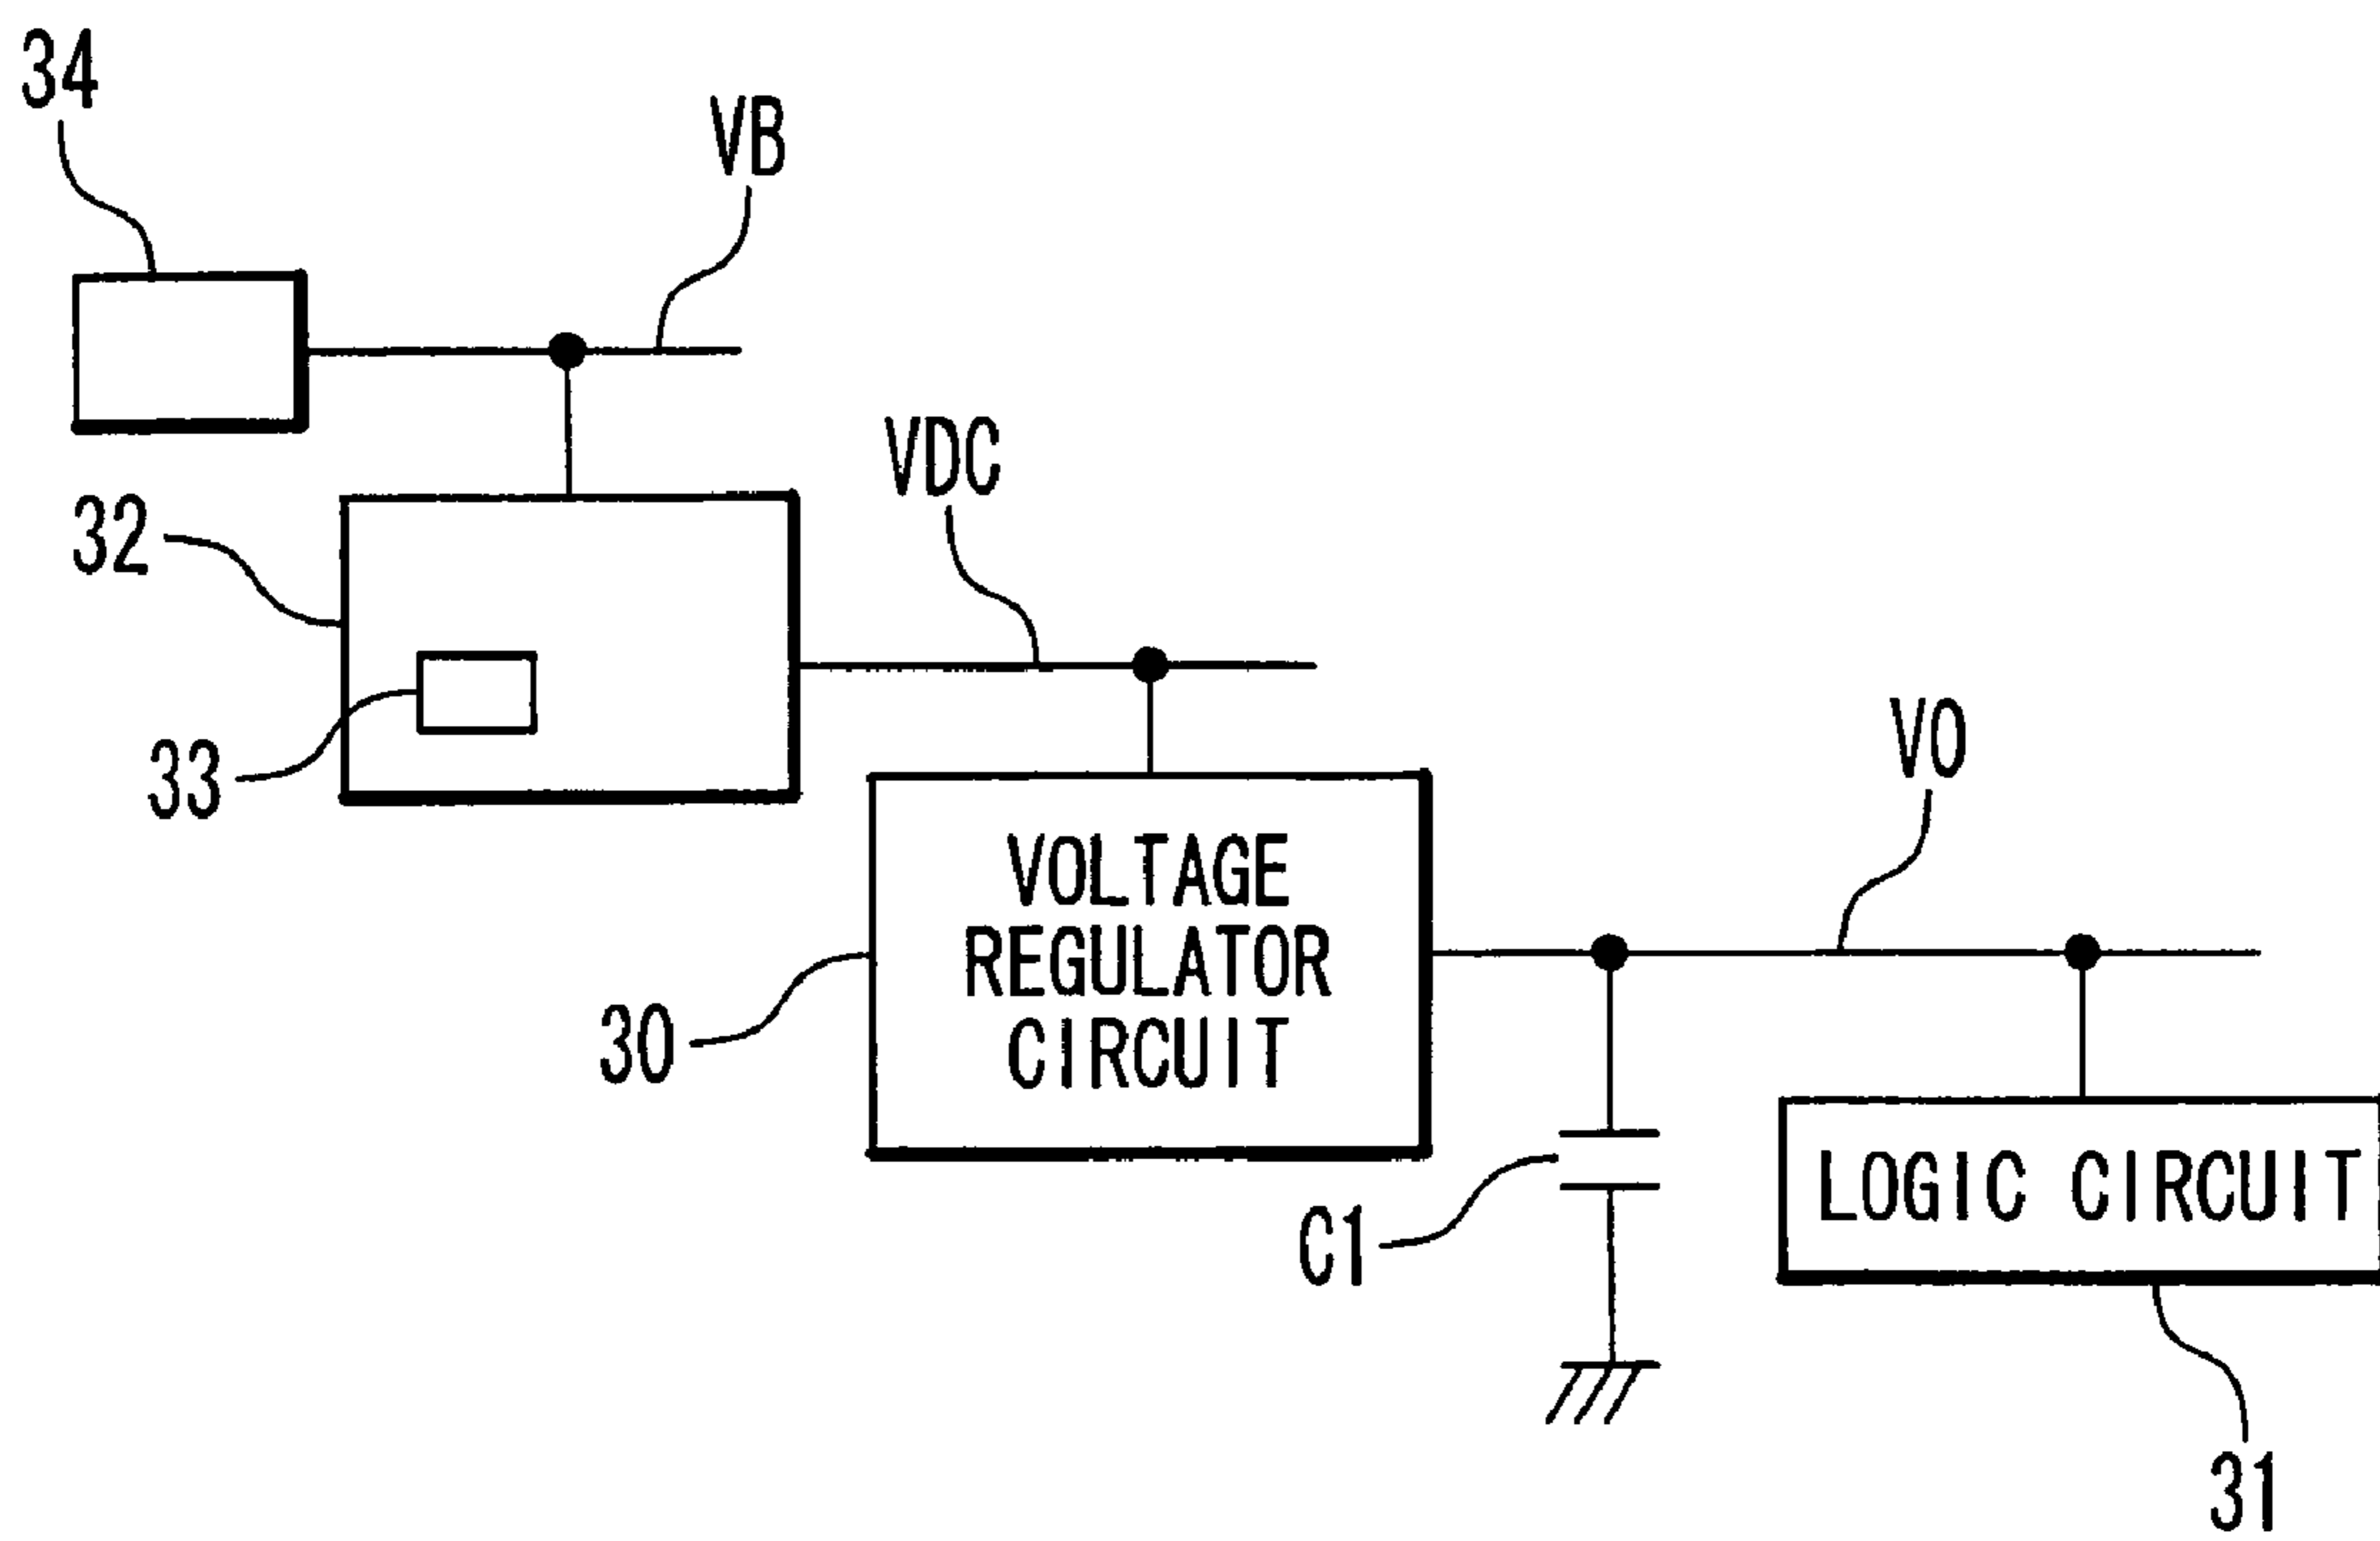 34
VB
VDC
32
33
VO
VOLTAGE
REGULATOR
CIRCUIT
30
C1
LOGIC CIRCUIT
31